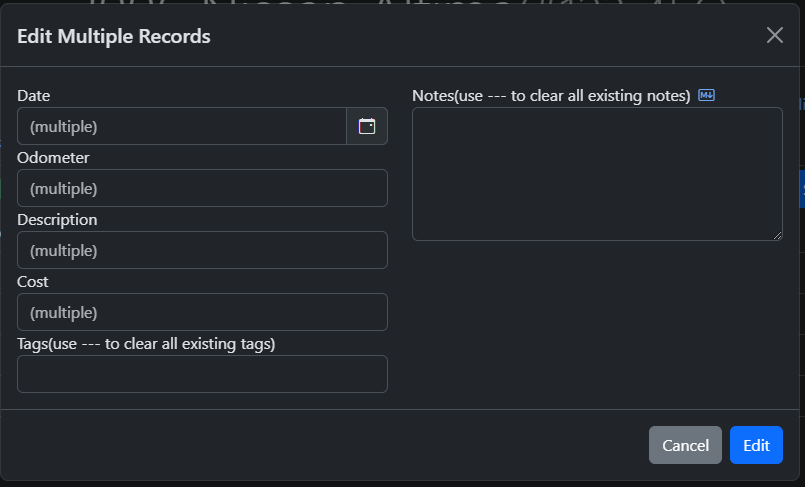 Edit Multiple Records
Date
(multiple)
Odometer
(multiple)
Description
(multiple)
Cost
(multiple)
Tags(use --- to clear all existing tags)
Notes(use --- to clear all existing notes)
Cancel
Edit